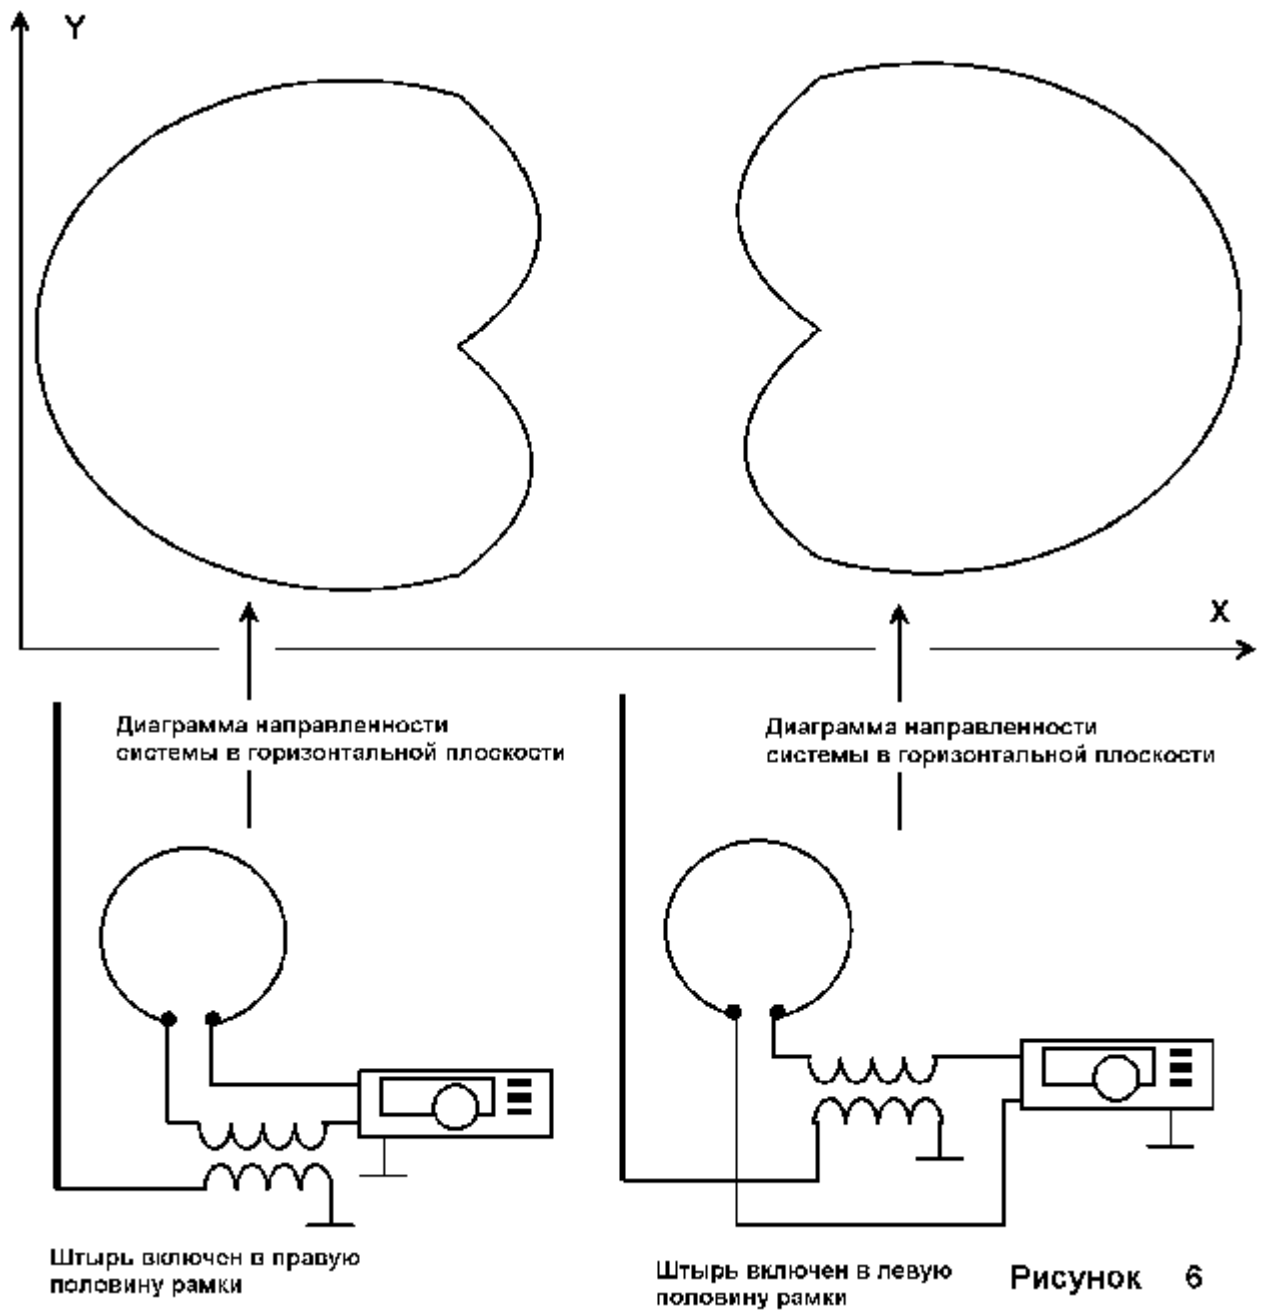 Y
X
Диаграмма направленности
системы в горизонтальной плоскости
Диаграмма направленности
системы в горизонтальной плоскости
Штырь включен в правую
половину рамки
Штырь включен в левую
половину рамки
Рисунок 6